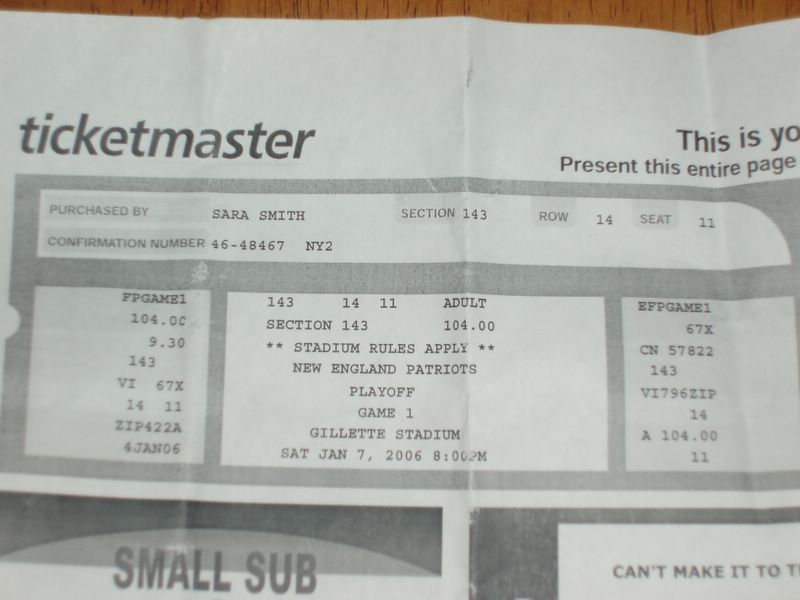 ticketmaster
This is yo
Present this entire page
PURCHASED BY SARA SMITH SECTION 143 ROW 14 SEAT 11
CONFIRMATION NUMBER 46-48467 NY2
FPGAME1
104.00
9.30
143
VI 67X
14 11
ZIP422A
4JAN06
143 14 11 ADULT
SECTION 143 104.00
** STADIUM RULES APPLY **
NEW ENGLAND PATRIOTS
PLAYOFF
GAME 1
GILLETTE STADIUM
SAT JAN 7, 2006 8:00PM
EFPGAME1
67X
CN 57822
143
VI796ZIP
14
A 104.00
11
SMALL SUB
CAN'T MAKE IT TO T